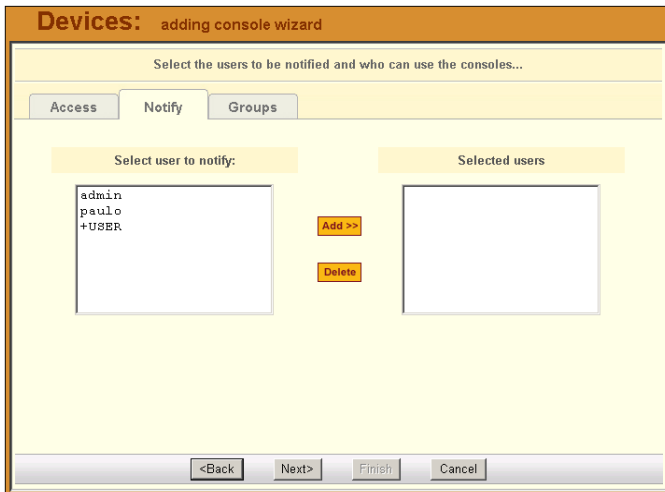 Devices: adding console wizard
Select the users to be notified and who can use the consoles...
Access Notify Groups
Select user to notify: Selected users
admin
paulo
+USER
Add >>
Delete
<Back Next> Finish Cancel